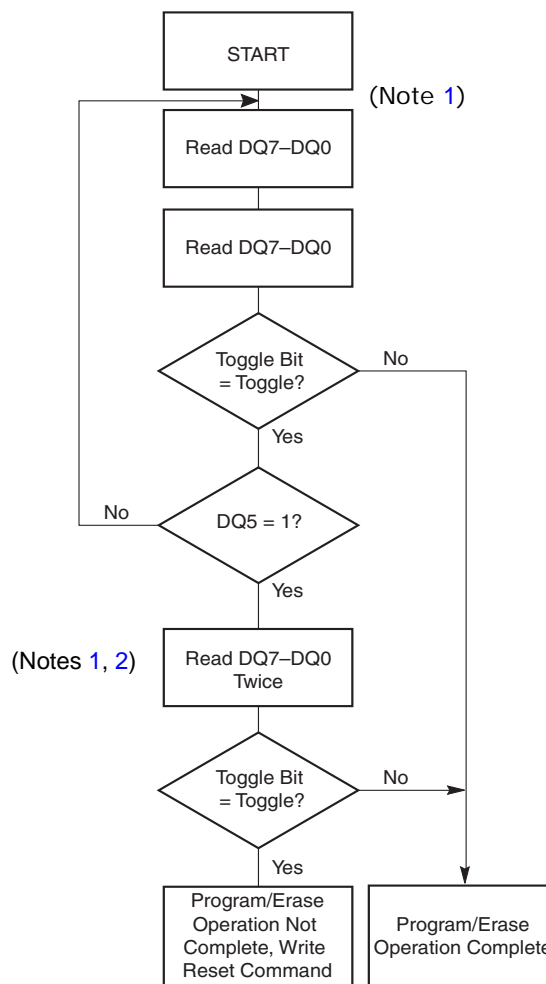 START
(Note 1)
Read DQ7–DQ0
Read DQ7–DQ0
Toggle Bit
= Toggle?
No
Yes
No
DQ5 = 1?
Yes
(Notes 1, 2)
Read DQ7–DQ0
Twice
Toggle Bit
= Toggle?
No
Yes
Program/Erase
Operation Not
Complete, Write
Reset Command
Program/Erase
Operation Complete